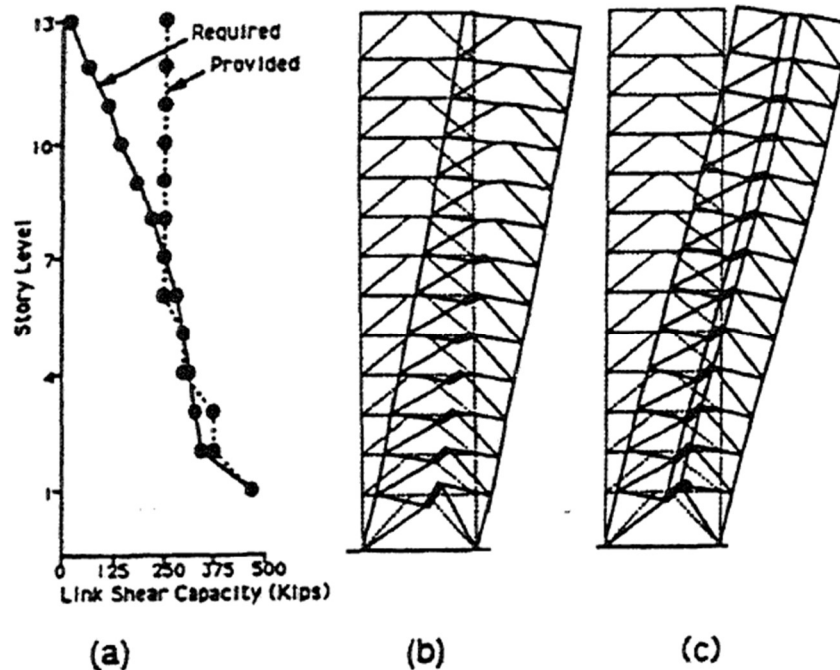 13
10
7
4
1
Story Level
Required
Provided
0 125 250 375 500
Link Shear Capacity (Kips)
(a) (b) (c)